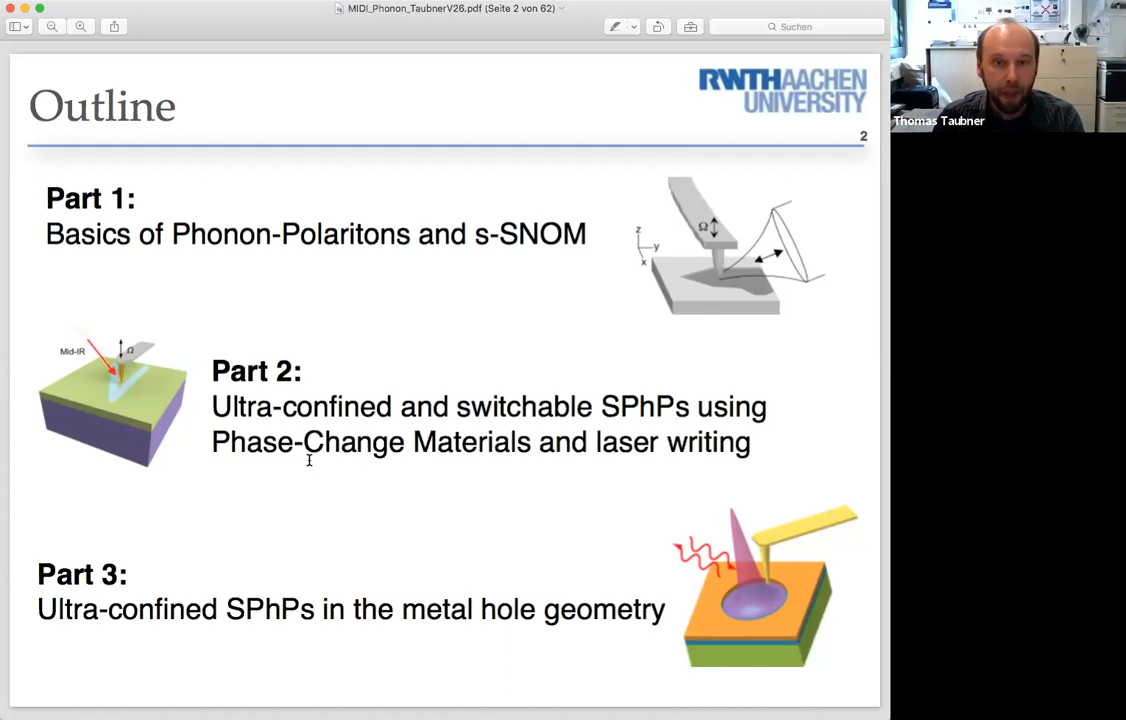 MIDI_Phonon_TaubnerV26.pdf (Seite 2 von 62)
Suchen
Outline
RWTHAACHEN
UNIVERSITY
Thomas Taubner
2
Part 1:
Basics of Phonon-Polaritons and s-SNOM
Ω
z
y
x
Mid-IR
Ω
Part 2:
Ultra-confined and switchable SPhPs using
Phase-Change Materials and laser writing
Part 3:
Ultra-confined SPhPs in the metal hole geometry